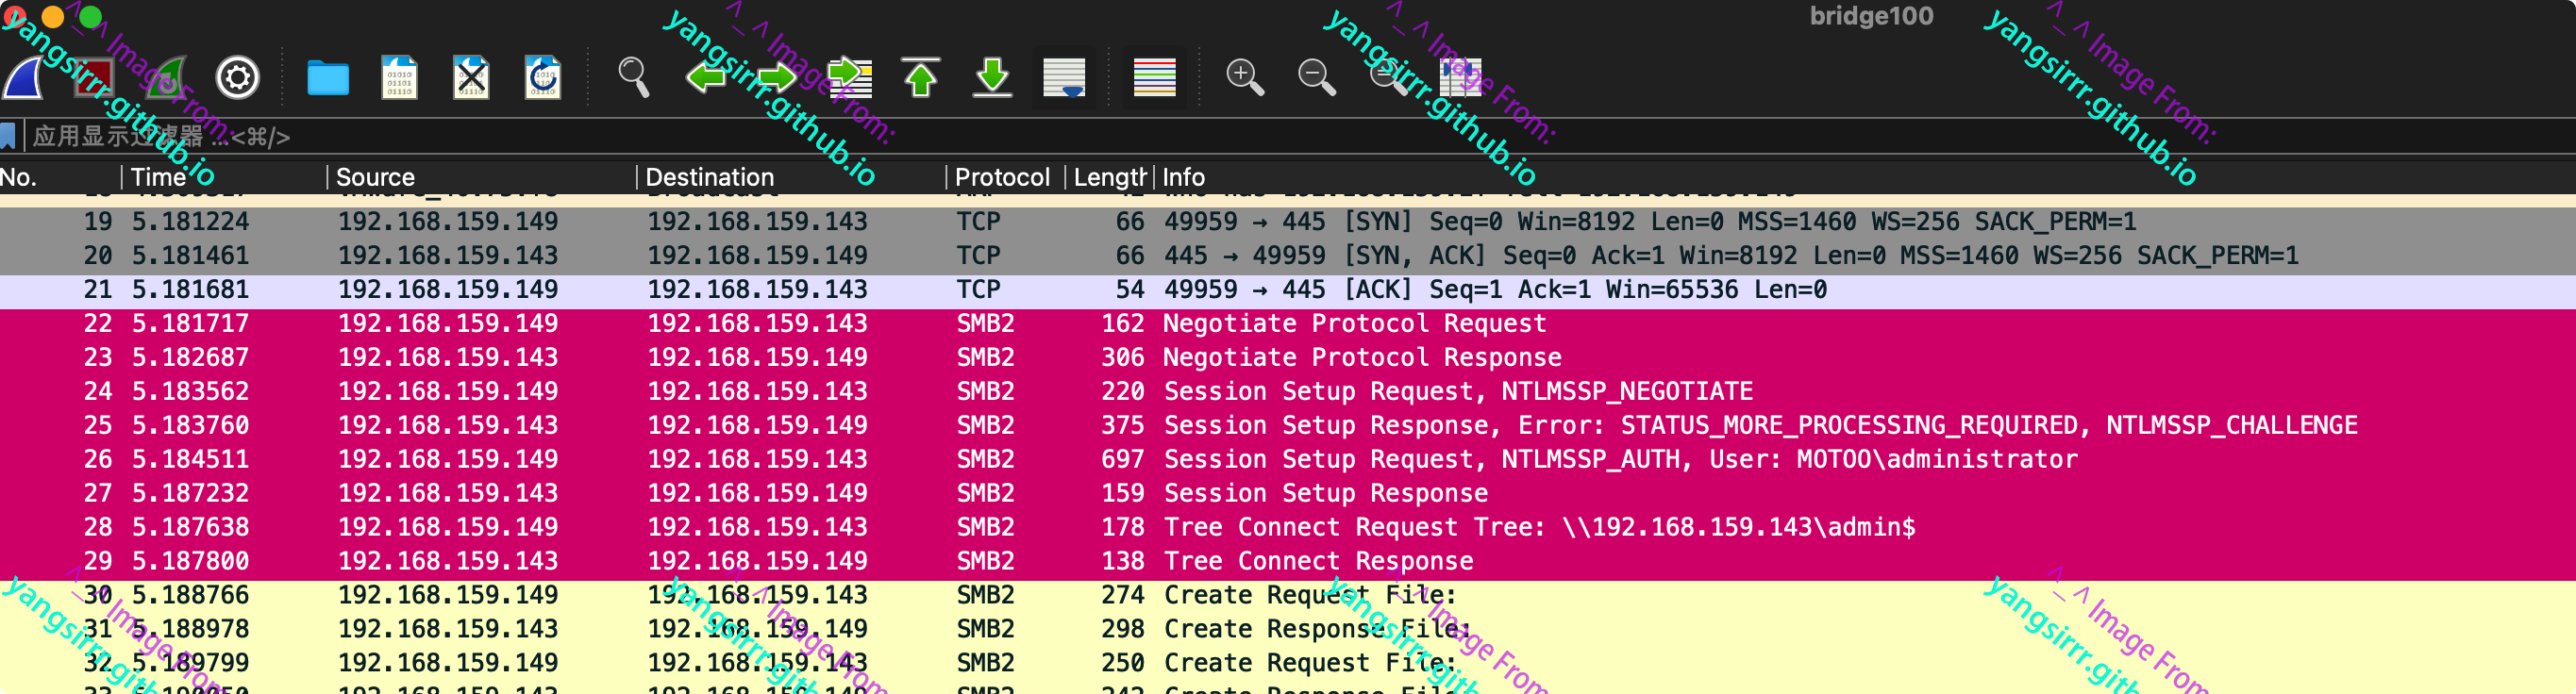 bridge100
应用显示过滤器 … <⌘/>
No. Time Source Destination Protocol Length Info
19 5.181224 192.168.159.149 192.168.159.143 TCP 66 49959 → 445 [SYN] Seq=0 Win=8192 Len=0 MSS=1460 WS=256 SACK_PERM=1
20 5.181461 192.168.159.143 192.168.159.149 TCP 66 445 → 49959 [SYN, ACK] Seq=0 Ack=1 Win=8192 Len=0 MSS=1460 WS=256 SACK_PERM=1
21 5.181681 192.168.159.149 192.168.159.143 TCP 54 49959 → 445 [ACK] Seq=1 Ack=1 Win=65536 Len=0
22 5.181717 192.168.159.149 192.168.159.143 SMB2 162 Negotiate Protocol Request
23 5.182687 192.168.159.143 192.168.159.149 SMB2 306 Negotiate Protocol Response
24 5.183562 192.168.159.149 192.168.159.143 SMB2 220 Session Setup Request, NTLMSSP_NEGOTIATE
25 5.183760 192.168.159.143 192.168.159.149 SMB2 375 Session Setup Response, Error: STATUS_MORE_PROCESSING_REQUIRED, NTLMSSP_CHALLENGE
26 5.184511 192.168.159.149 192.168.159.143 SMB2 697 Session Setup Request, NTLMSSP_AUTH, User: MOTOO\administrator
27 5.187232 192.168.159.143 192.168.159.149 SMB2 159 Session Setup Response
28 5.187638 192.168.159.149 192.168.159.143 SMB2 178 Tree Connect Request Tree: \\192.168.159.143\admin$
29 5.187800 192.168.159.143 192.168.159.149 SMB2 138 Tree Connect Response
30 5.188766 192.168.159.149 192.168.159.143 SMB2 274 Create Request File:
31 5.188978 192.168.159.143 192.168.159.149 SMB2 298 Create Response File:
32 5.189799 192.168.159.149 192.168.159.143 SMB2 250 Create Request File:
^_^ Image From:
yangsirrr.github.io
^_^ Image From:
yangsirrr.github.io
^_^ Image From:
yangsirrr.github.io
^_^ Image From:
yangsirrr.github.io